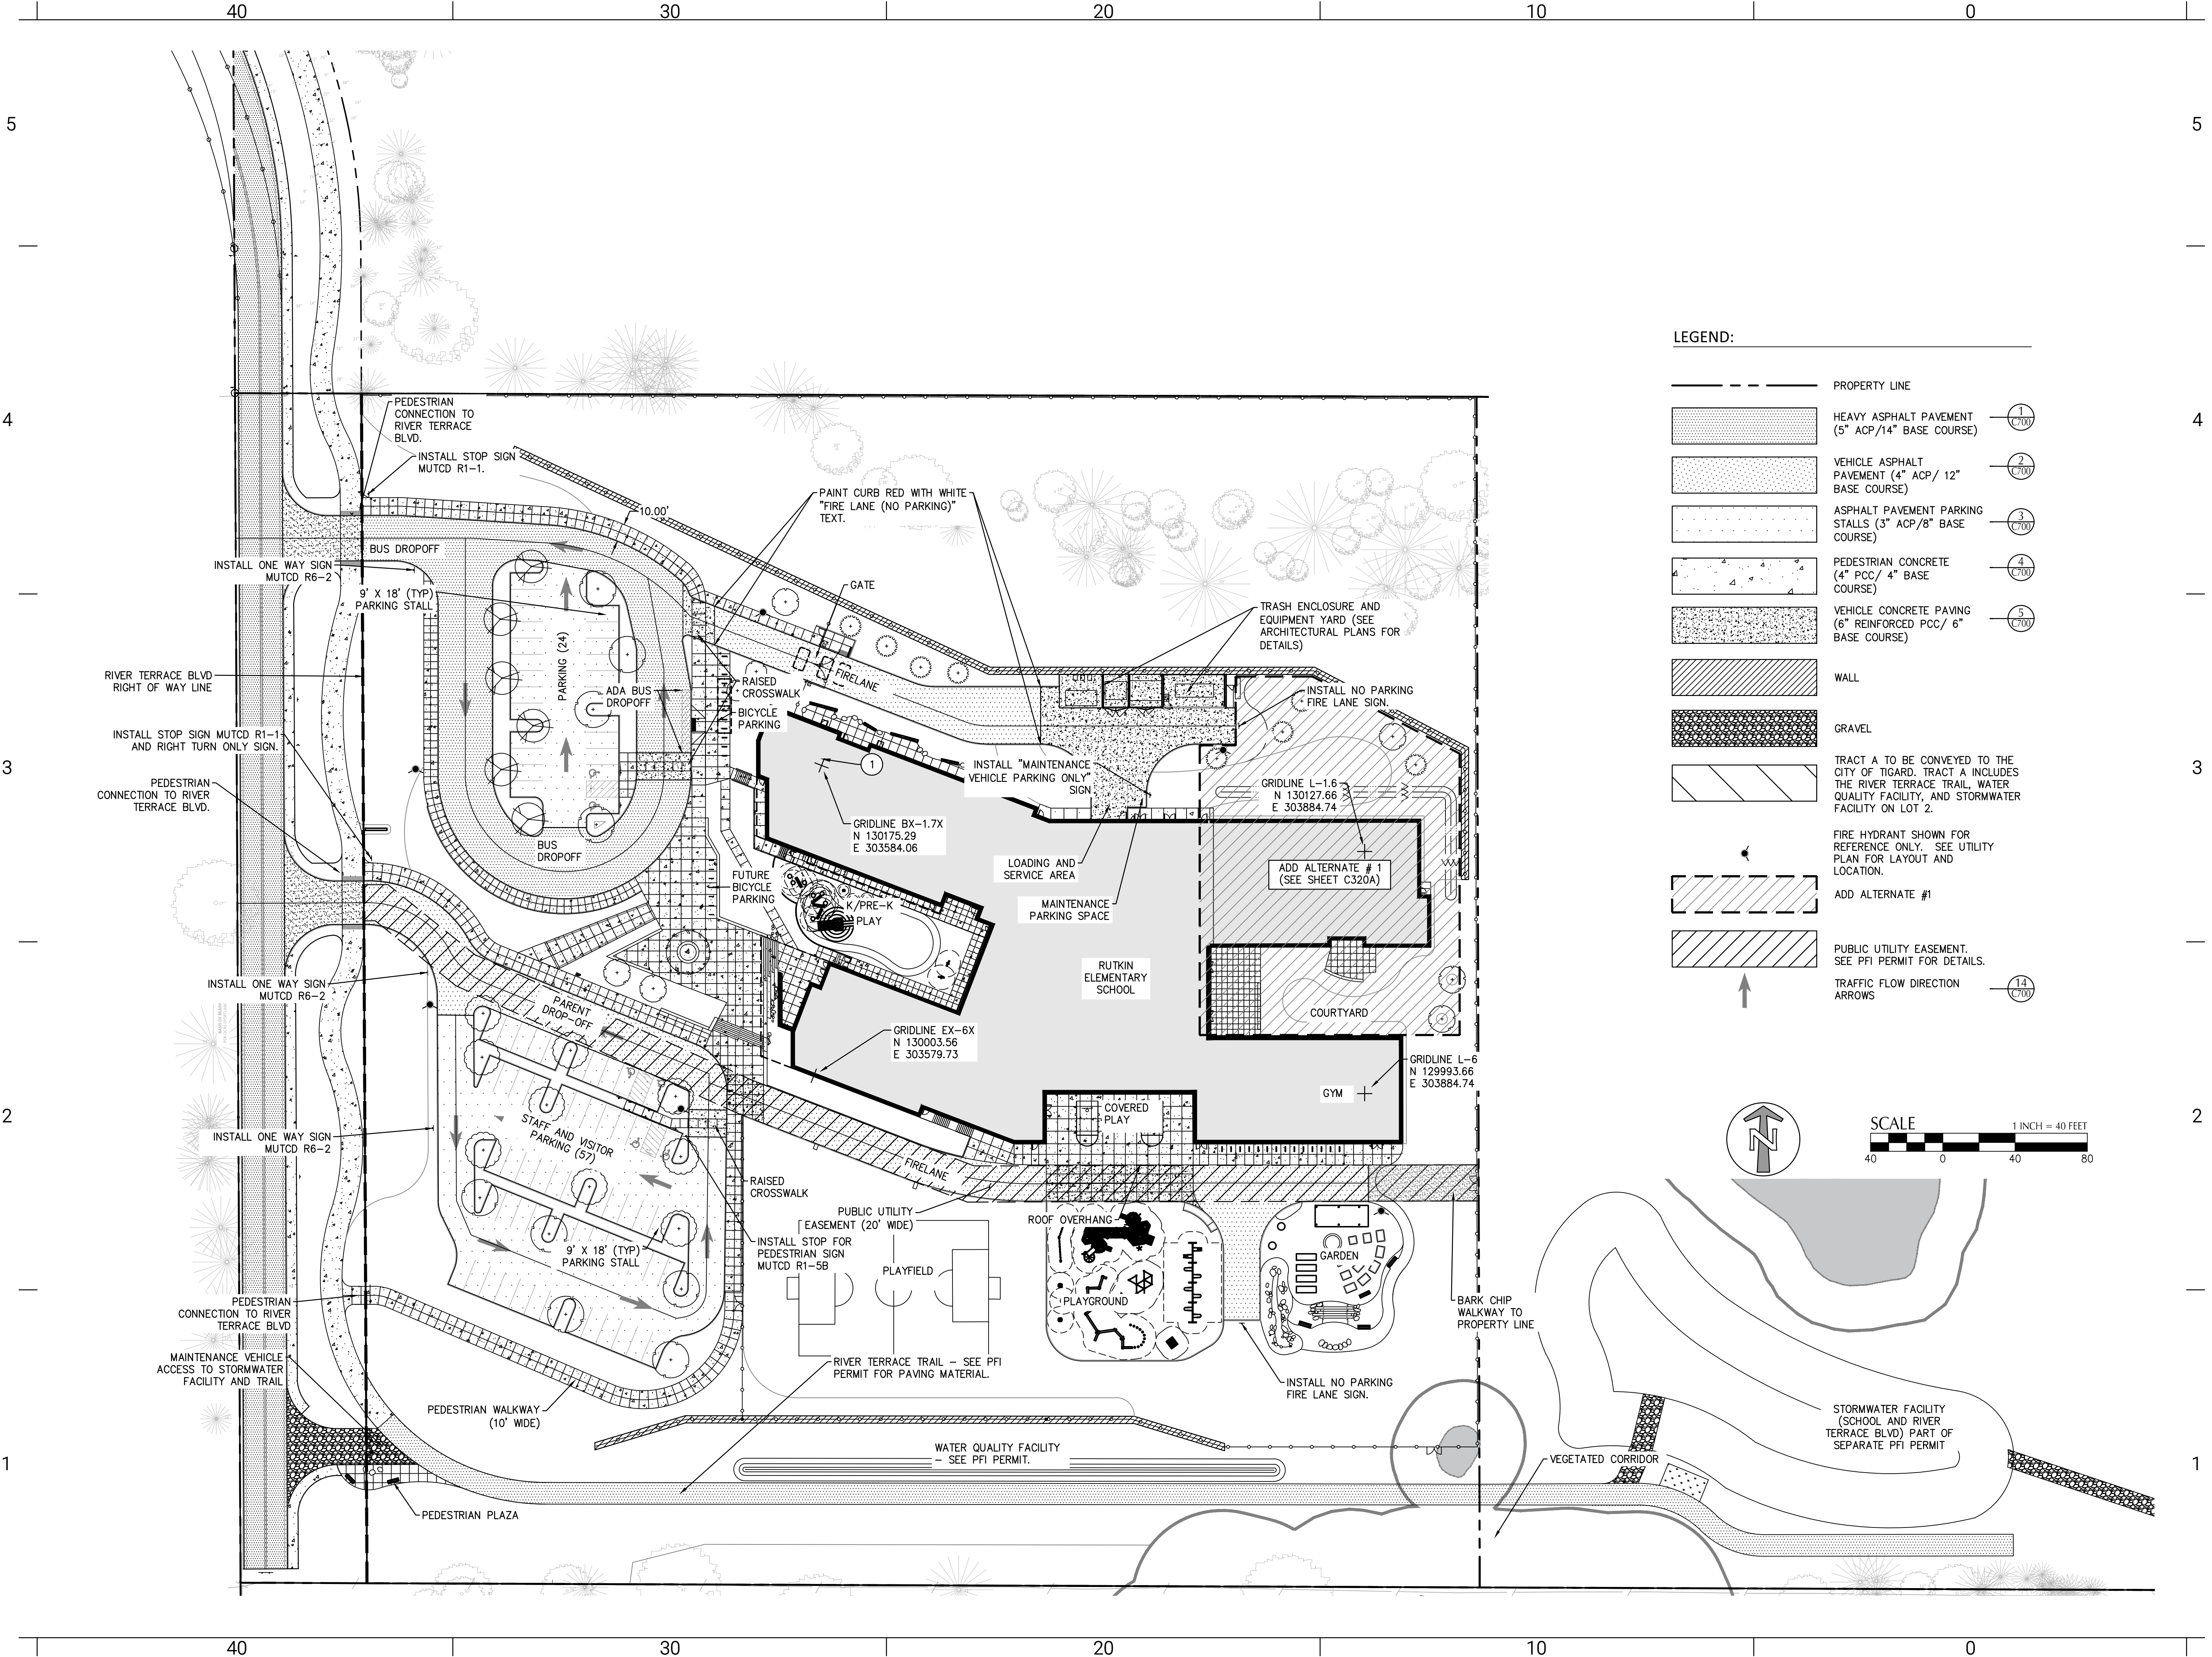 40 30 20 10 0
5 5
4 4
3 3
2 2
1 1
PEDESTRIAN
CONNECTION TO
RIVER TERRACE
BLVD.
INSTALL STOP SIGN
MUTCD R1-1.
10.00'
PAINT CURB RED WITH WHITE
"FIRE LANE (NO PARKING)"
TEXT.
BUS DROPOFF
INSTALL ONE WAY SIGN
MUTCD R6-2
9' X 18' (TYP)
PARKING STALL
PARKING (24)
GATE
FIRELANE
TRASH ENCLOSURE AND
EQUIPMENT YARD (SEE
ARCHITECTURAL PLANS FOR
DETAILS)
RIVER TERRACE BLVD
RIGHT OF WAY LINE
ADA BUS
DROPOFF
RAISED
CROSSWALK
BICYCLE
PARKING
INSTALL NO PARKING
FIRE LANE SIGN.
INSTALL STOP SIGN MUTCD R1-1
AND RIGHT TURN ONLY SIGN.
1
INSTALL "MAINTENANCE
VEHICLE PARKING ONLY"
SIGN
PEDESTRIAN
CONNECTION TO RIVER
TERRACE BLVD.
GRIDLINE L-1.6
N 130127.66
E 303884.74
GRIDLINE BX-1.7X
N 130175.29
E 303584.06
BUS
DROPOFF
LOADING AND
SERVICE AREA
ADD ALTERNATE # 1
(SEE SHEET C320A)
FUTURE
BICYCLE
PARKING
K/PRE-K
PLAY
MAINTENANCE
PARKING SPACE
RUTKIN
ELEMENTARY
SCHOOL
INSTALL ONE WAY SIGN
MUTCD R6-2
PARENT
DROP-OFF
COURTYARD
GRIDLINE EX-6X
N 130003.56
E 303579.73
GRIDLINE L-6
N 129993.66
E 303884.74
GYM
COVERED
PLAY
STAFF AND VISITOR
PARKING (57)
INSTALL ONE WAY SIGN
MUTCD R6-2
FIRELANE
RAISED
CROSSWALK
PUBLIC UTILITY
EASEMENT (20' WIDE)
ROOF OVERHANG
INSTALL STOP FOR
PEDESTRIAN SIGN
MUTCD R1-5B
9' X 18' (TYP)
PARKING STALL
PLAYFIELD
GARDEN
PLAYGROUND
PEDESTRIAN
CONNECTION TO RIVER
TERRACE BLVD
BARK CHIP
WALKWAY TO
PROPERTY LINE
MAINTENANCE VEHICLE
ACCESS TO STORMWATER
FACILITY AND TRAIL
RIVER TERRACE TRAIL - SEE PFI
PERMIT FOR PAVING MATERIAL.
INSTALL NO PARKING
FIRE LANE SIGN.
PEDESTRIAN WALKWAY
(10' WIDE)
STORMWATER FACILITY
(SCHOOL AND RIVER
TERRACE BLVD) PART OF
SEPARATE PFI PERMIT
WATER QUALITY FACILITY
- SEE PFI PERMIT.
VEGETATED CORRIDOR
PEDESTRIAN PLAZA
LEGEND:
PROPERTY LINE
HEAVY ASPHALT PAVEMENT
(5" ACP/14" BASE COURSE)
1
C700
VEHICLE ASPHALT
PAVEMENT (4" ACP/ 12"
BASE COURSE)
2
C700
ASPHALT PAVEMENT PARKING
STALLS (3" ACP/8" BASE
COURSE)
3
C700
PEDESTRIAN CONCRETE
(4" PCC/ 4" BASE
COURSE)
4
C700
VEHICLE CONCRETE PAVING
(6" REINFORCED PCC/ 6"
BASE COURSE)
5
C700
WALL
GRAVEL
TRACT A TO BE CONVEYED TO THE
CITY OF TIGARD. TRACT A INCLUDES
THE RIVER TERRACE TRAIL, WATER
QUALITY FACILITY, AND STORMWATER
FACILITY ON LOT 2.
FIRE HYDRANT SHOWN FOR
REFERENCE ONLY. SEE UTILITY
PLAN FOR LAYOUT AND
LOCATION.
ADD ALTERNATE #1
PUBLIC UTILITY EASEMENT.
SEE PFI PERMIT FOR DETAILS.
TRAFFIC FLOW DIRECTION
ARROWS
14
C700
N
SCALE 1 INCH = 40 FEET
40 0 40 80
40 30 20 10 0